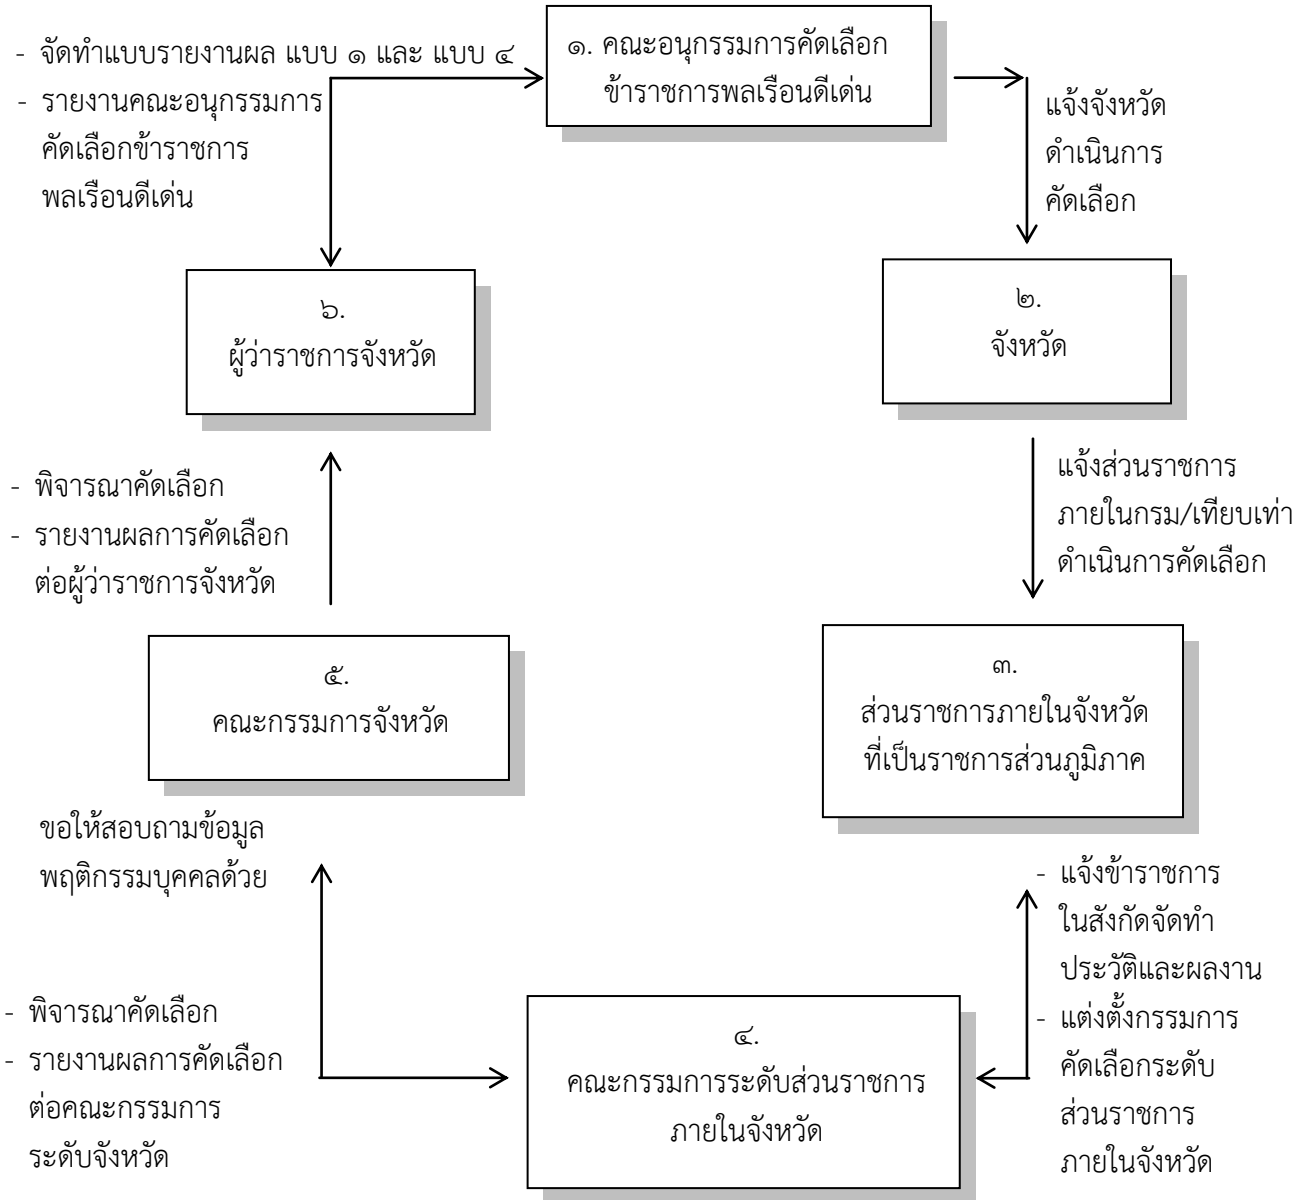 ๑. คณะอนุกรรมการคัดเลือก
ข้าราชการพลเรือนดีเด่น
แจ้งจังหวัด
ดำเนินการ
คัดเลือก
๒.
จังหวัด
แจ้งส่วนราชการ
ภายในกรม/เทียบเท่า
ดำเนินการคัดเลือก
๓.
ส่วนราชการภายในจังหวัด
ที่เป็นราชการส่วนภูมิภาค
- แจ้งข้าราชการ
ในสังกัดจัดทำ
ประวัติและผลงาน
- แต่งตั้งกรรมการ
คัดเลือกระดับ
ส่วนราชการ
ภายในจังหวัด
๔.
คณะกรรมการระดับส่วนราชการ
ภายในจังหวัด
- พิจารณาคัดเลือก
- รายงานผลการคัดเลือก
ต่อคณะกรรมการ
ระดับจังหวัด
ขอให้สอบถามข้อมูล
พฤติกรรมบุคคลด้วย
๕.
คณะกรรมการจังหวัด
- พิจารณาคัดเลือก
- รายงานผลการคัดเลือก
ต่อผู้ว่าราชการจังหวัด
๖.
ผู้ว่าราชการจังหวัด
- จัดทำแบบรายงานผล แบบ ๑ และ แบบ ๔
- รายงานคณะอนุกรรมการ
คัดเลือกข้าราชการ
พลเรือนดีเด่น